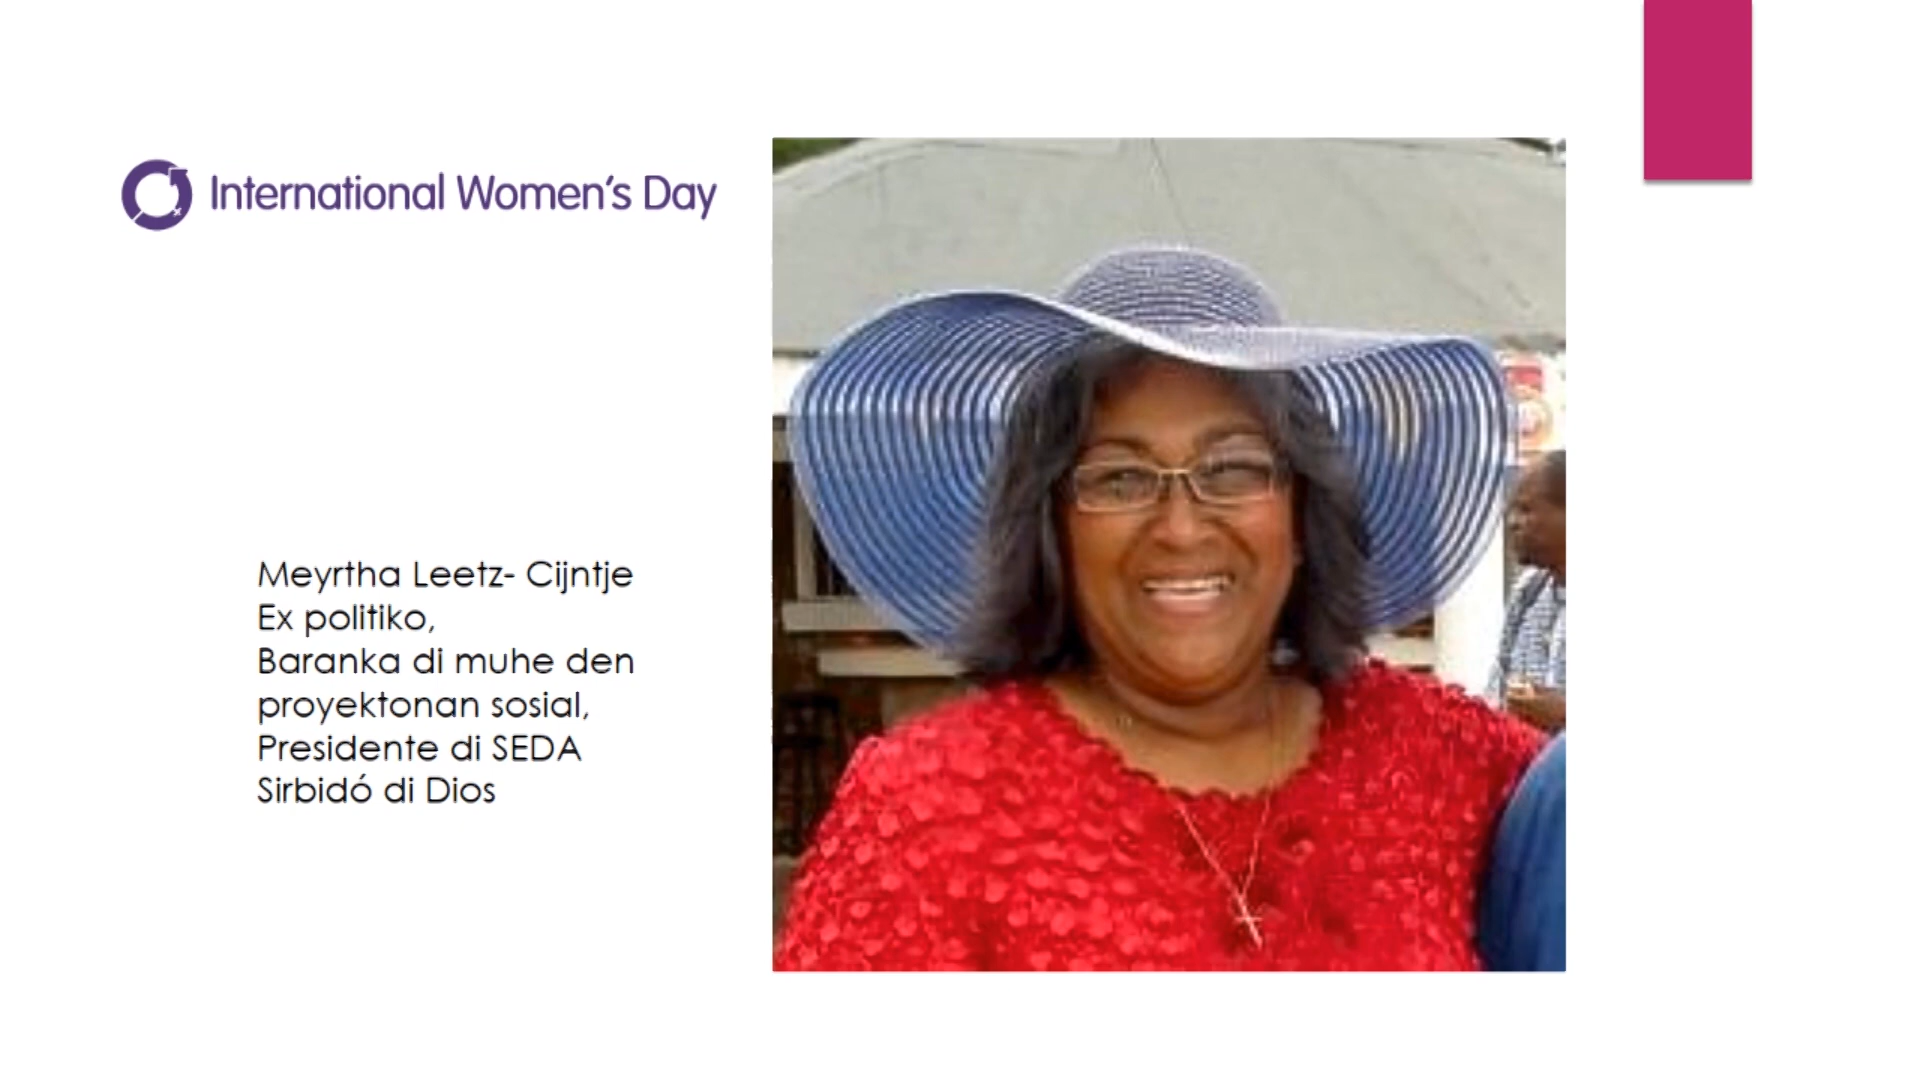 International Women's Day
Meyrtha Leetz- Cijntje
Ex politiko,
Baranka di muhe den
proyektonan sosial,
Presidente di SEDA
Sirbidó di Dios